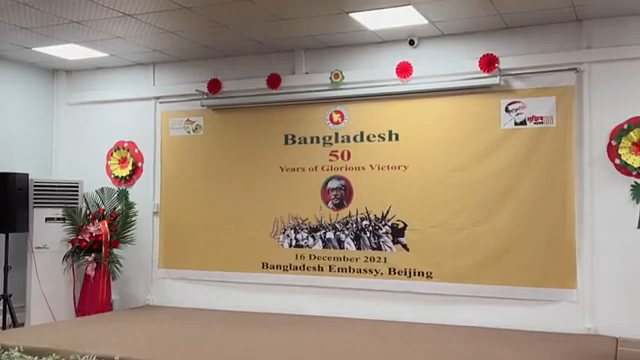 Bangladesh
50
Years of Glorious Victory
16 December 2021
Bangladesh Embassy, Beijing